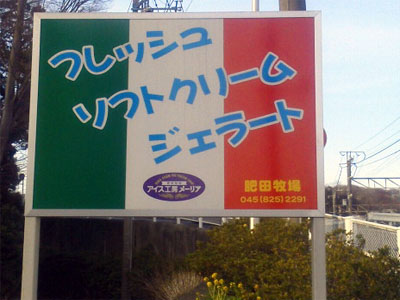 フレッシュ
ソフトクリーム
ジェラート
アイス工房メーリア
肥田牧場
045(825)2291